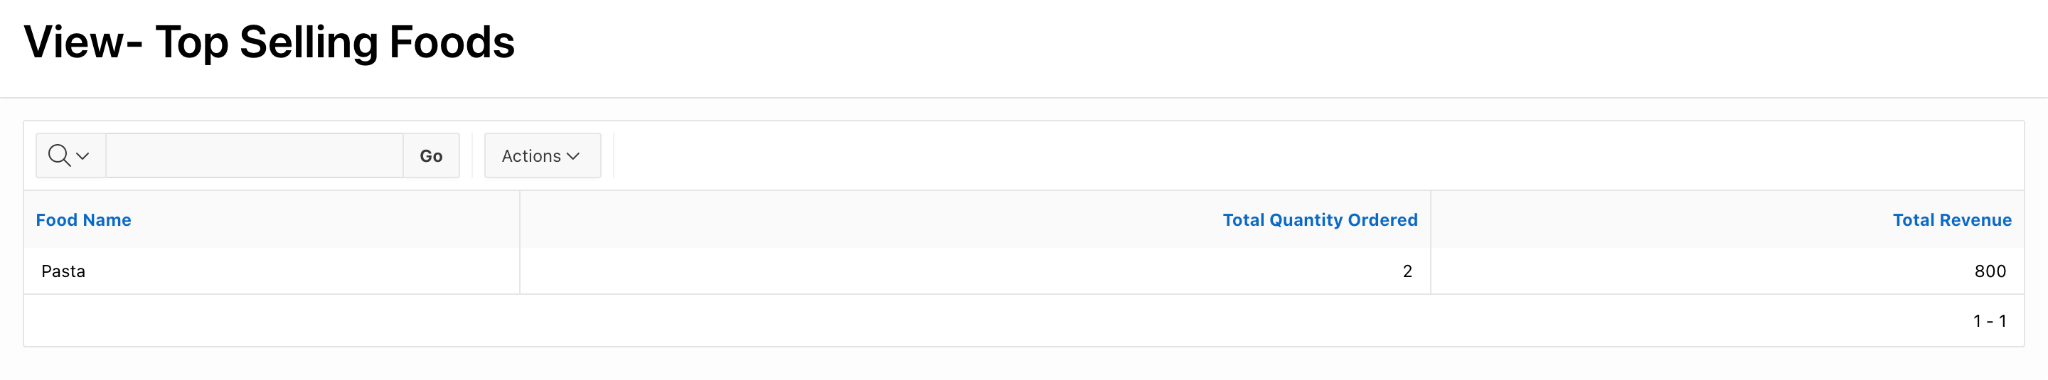 View- Top Selling Foods
Go Actions
Food Name Total Quantity Ordered Total Revenue
Pasta 2 800
1 - 1